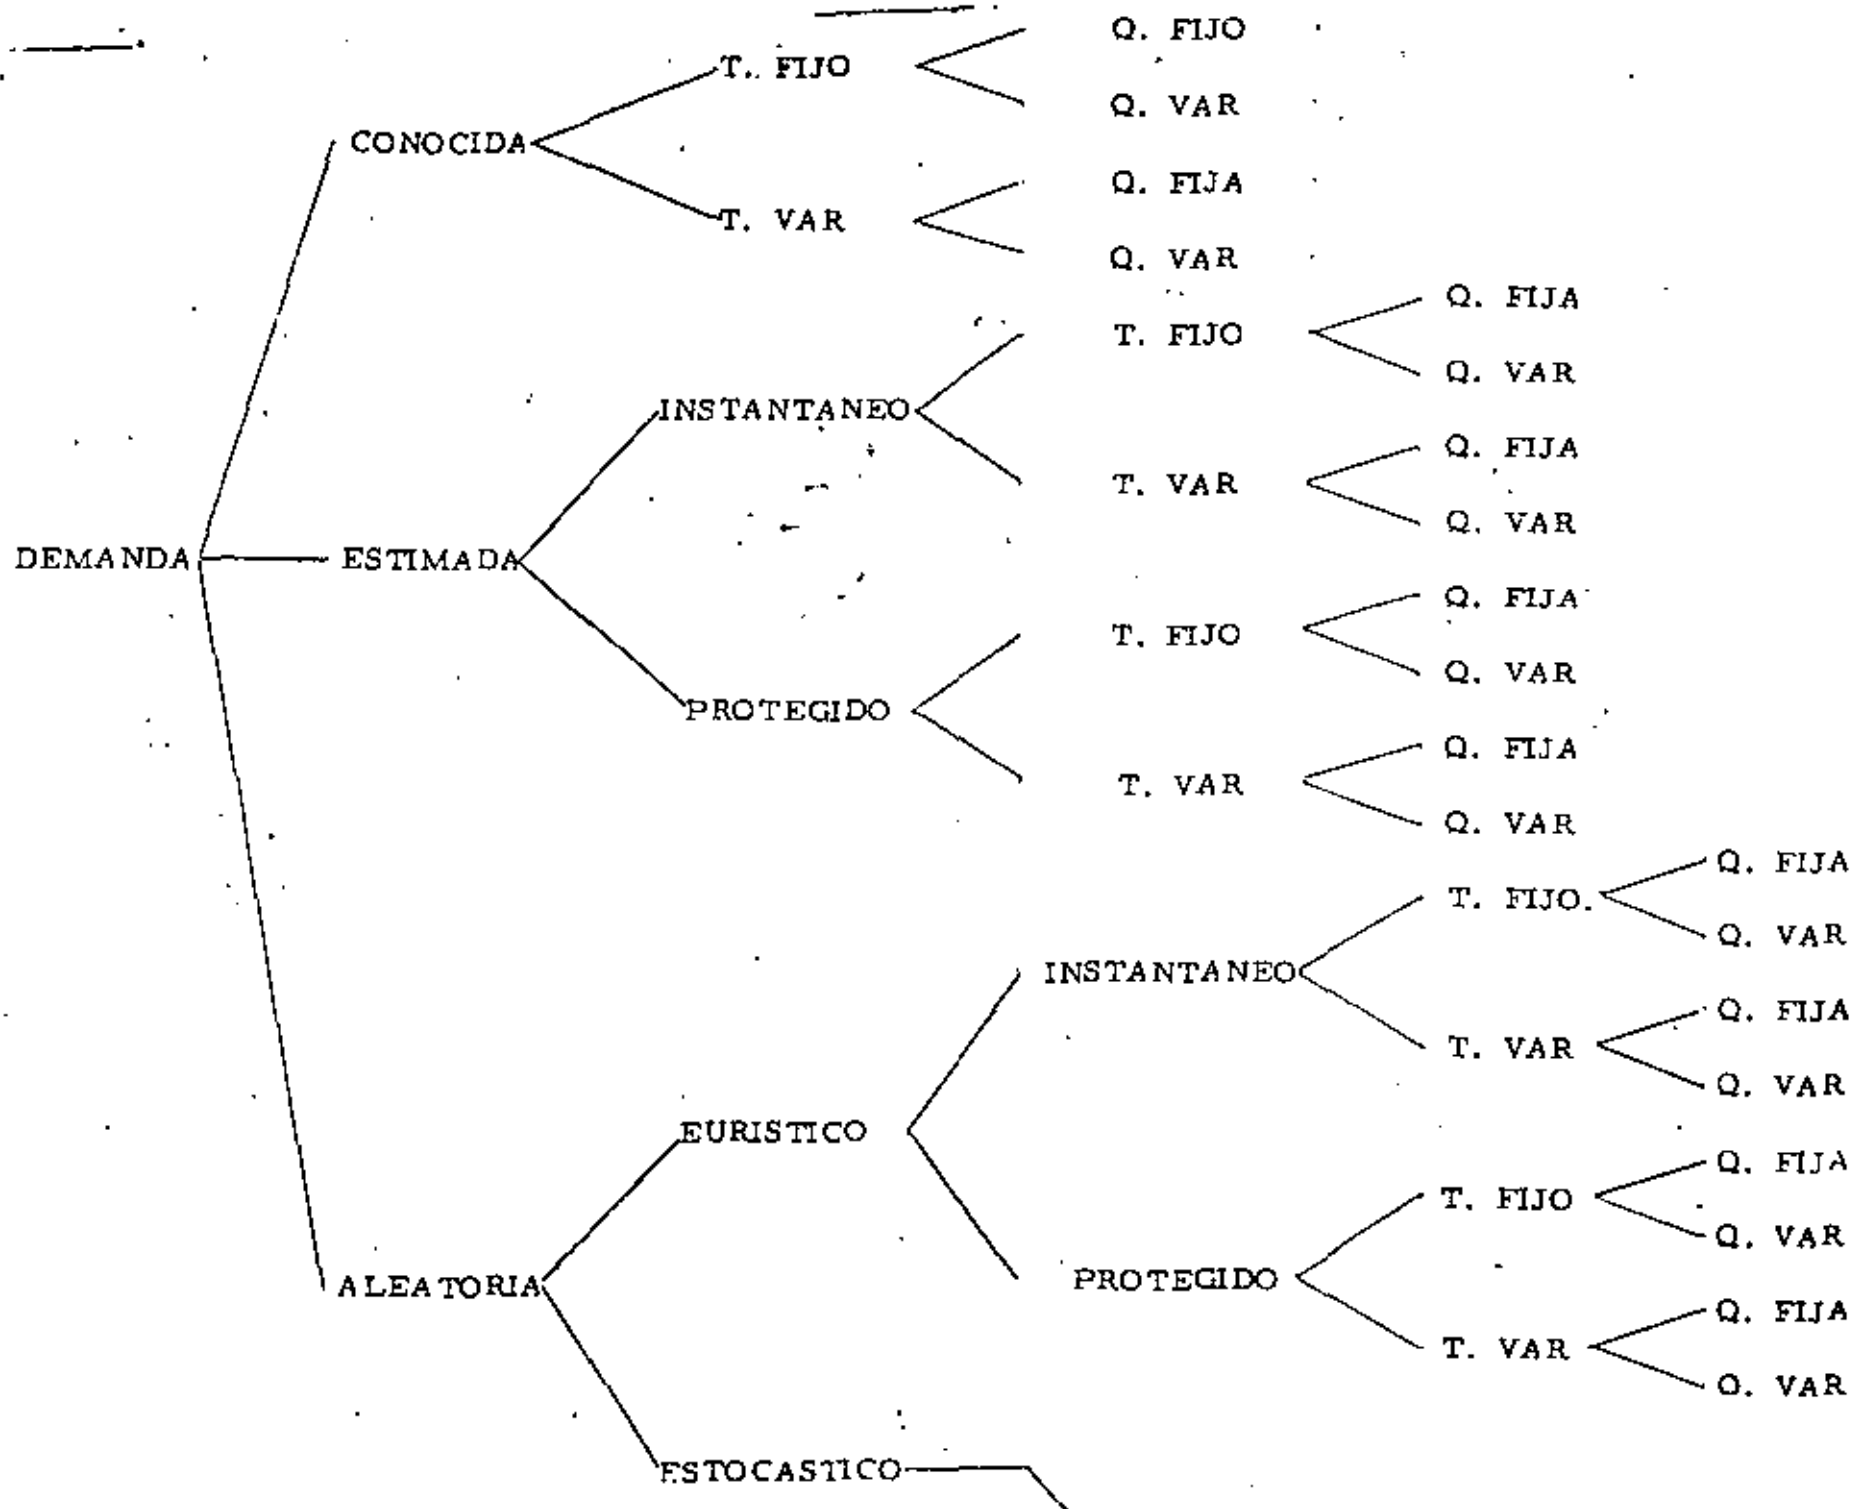 Q. FIJO
T. FIJO
Q. VAR
CONOCIDA
Q. FIJA
T. VAR
Q. VAR
Q. FIJA
T. FIJO
Q. VAR
INSTANTANEO
Q. FIJA
T. VAR
Q. VAR
DEMANDA
ESTIMADA
Q. FIJA
T. FIJO
Q. VAR
PROTEGIDO
Q. FIJA
T. VAR
Q. VAR
Q. FIJA
T. FIJO.
Q. VAR
INSTANTANEO
Q. FIJA
T. VAR
Q. VAR
EURISTICO
Q. FIJA
T. FIJO
Q. VAR
ALEATORIA
PROTEGIDO
Q. FIJA
T. VAR
Q. VAR
ESTOCASTICO